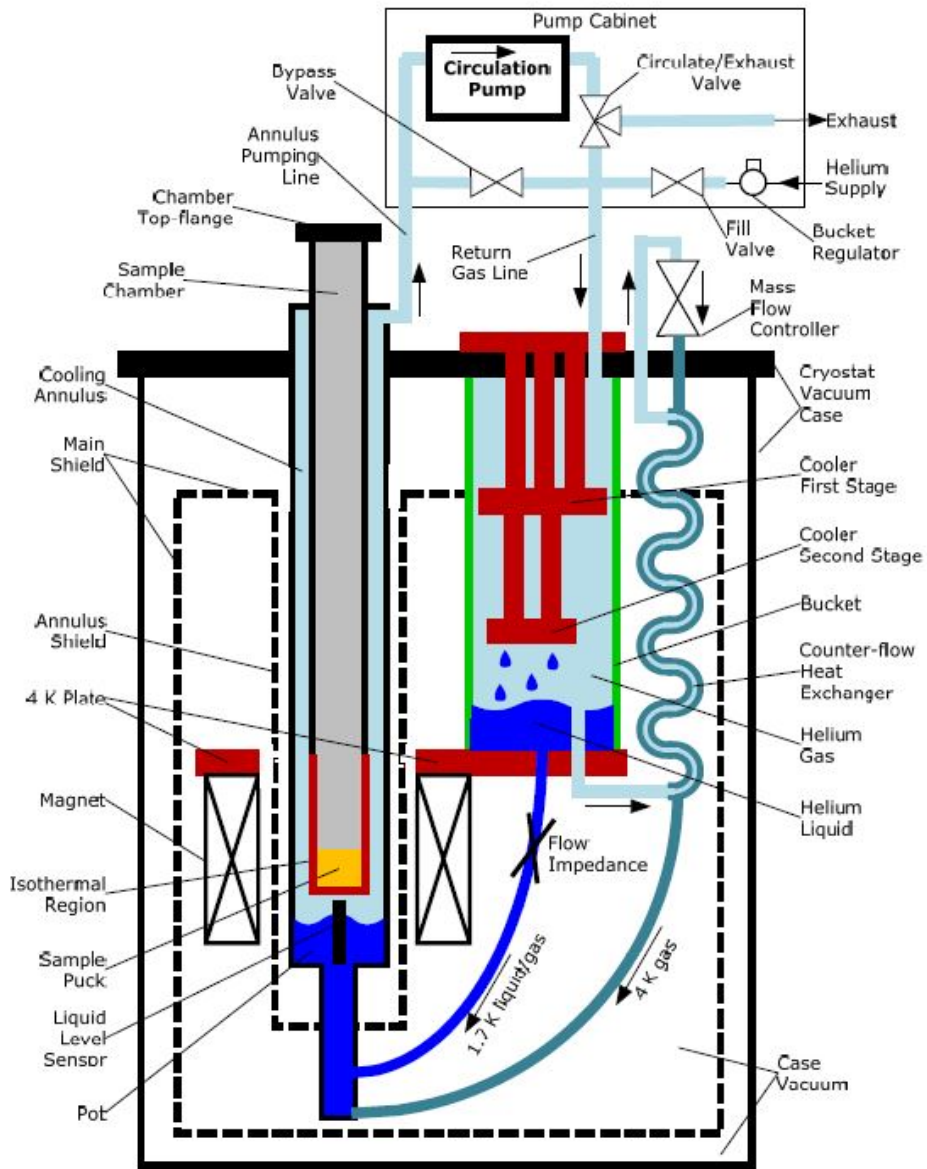 Pump Cabinet
Circulation
Pump
Circulate/Exhaust
Valve
Bypass
Valve
Exhaust
Annulus
Pumping
Line
Helium
Supply
Chamber
Top-flange
Fill
Valve
Bucket
Regulator
Return
Gas Line
Sample
Chamber
Mass
Flow
Controller
Cooling
Annulus
Cryostat
Vacuum
Case
Main
Shield
Cooler
First Stage
Cooler
Second Stage
Annulus
Shield
Bucket
4 K Plate
Counter-flow
Heat
Exchanger
Helium
Gas
Magnet
Helium
Liquid
Flow
Impedance
Isothermal
Region
Sample
Puck
1.7 K liquid/gas
4 K gas
Liquid
Level
Sensor
Case
Vacuum
Pot